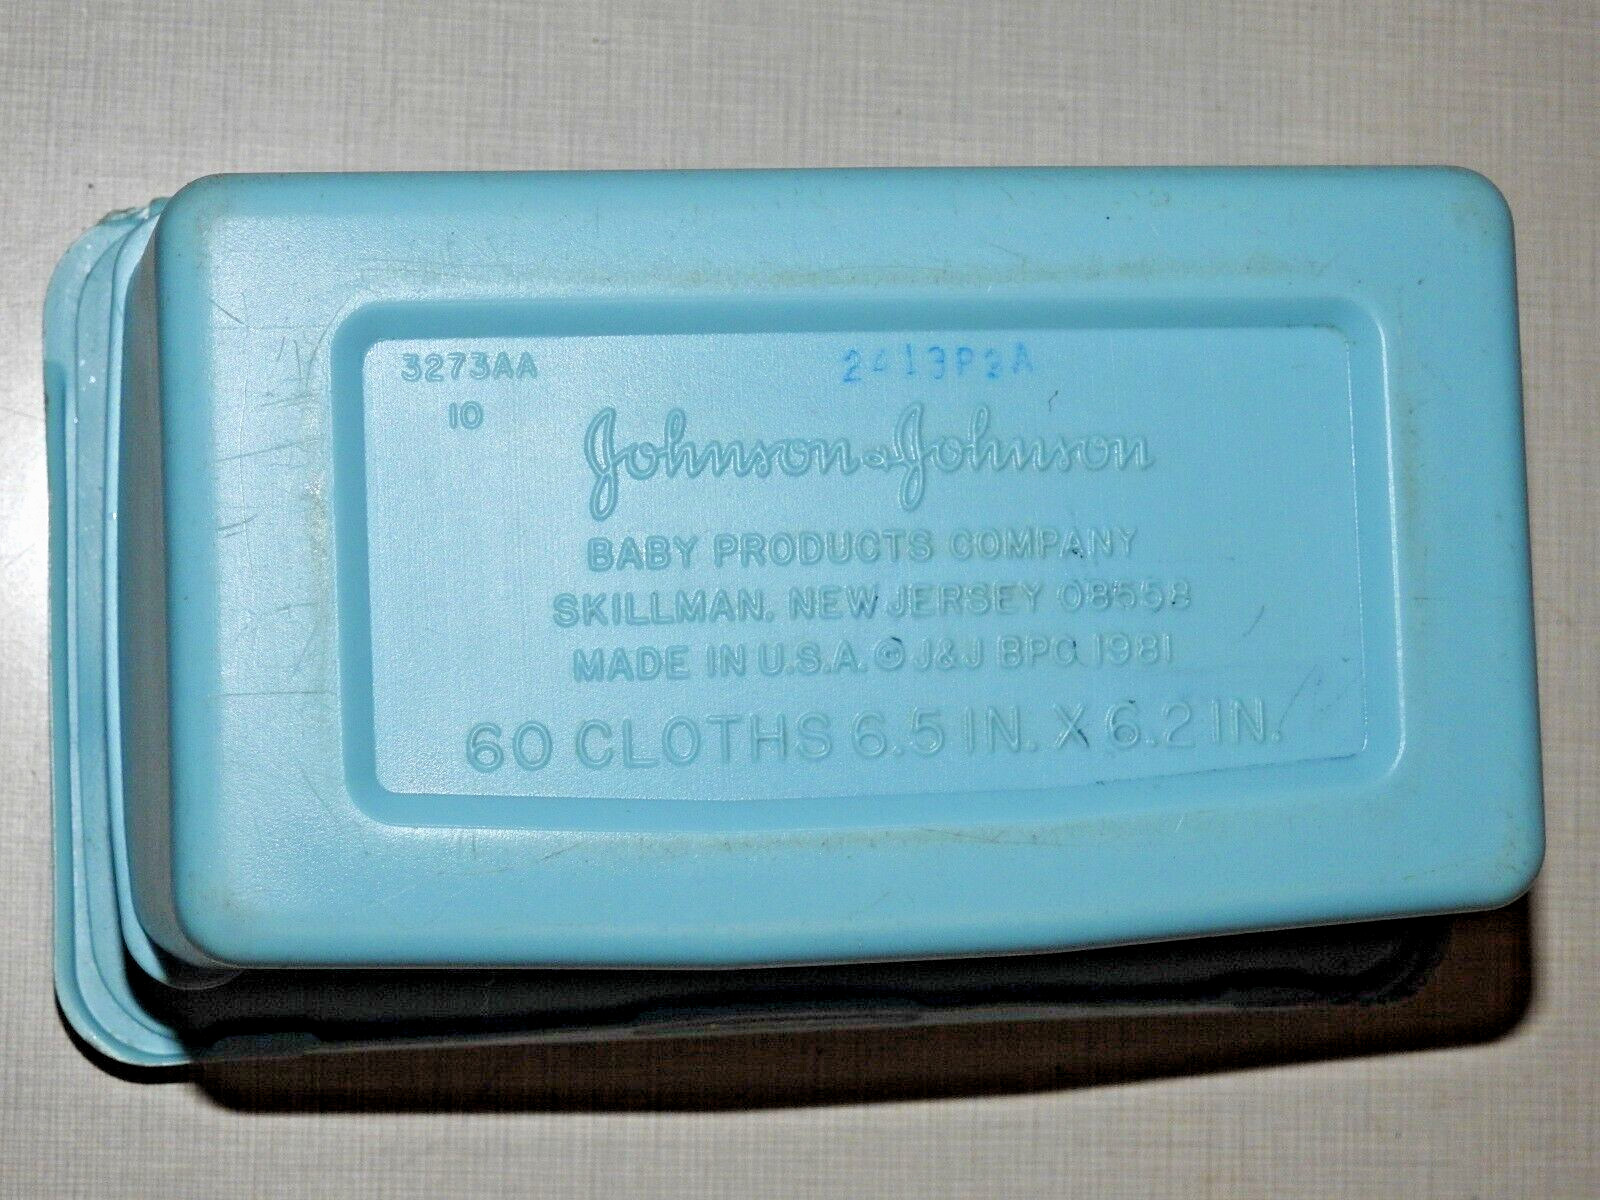 3273AA
2413P2A
10
Johnson & Johnson
BABY PRODUCTS COMPANY
SKILLMAN, NEW JERSEY 08558
MADE IN U.S.A. © J&J BPC 1981
60 CLOTHS 6.5 IN. X 6.2 IN.